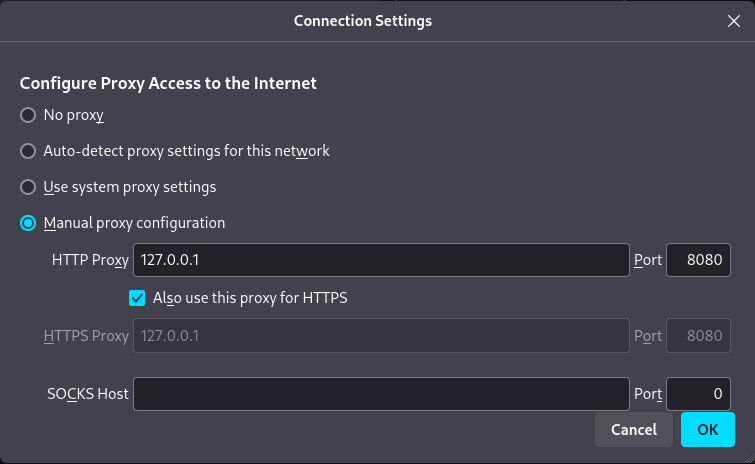 Connection Settings
Configure Proxy Access to the Internet
No proxy
Auto-detect proxy settings for this network
Use system proxy settings
Manual proxy configuration
HTTP Proxy 127.0.0.1 Port 8080
Also use this proxy for HTTPS
HTTPS Proxy 127.0.0.1 Port 8080
SOCKS Host Port 0
Cancel OK